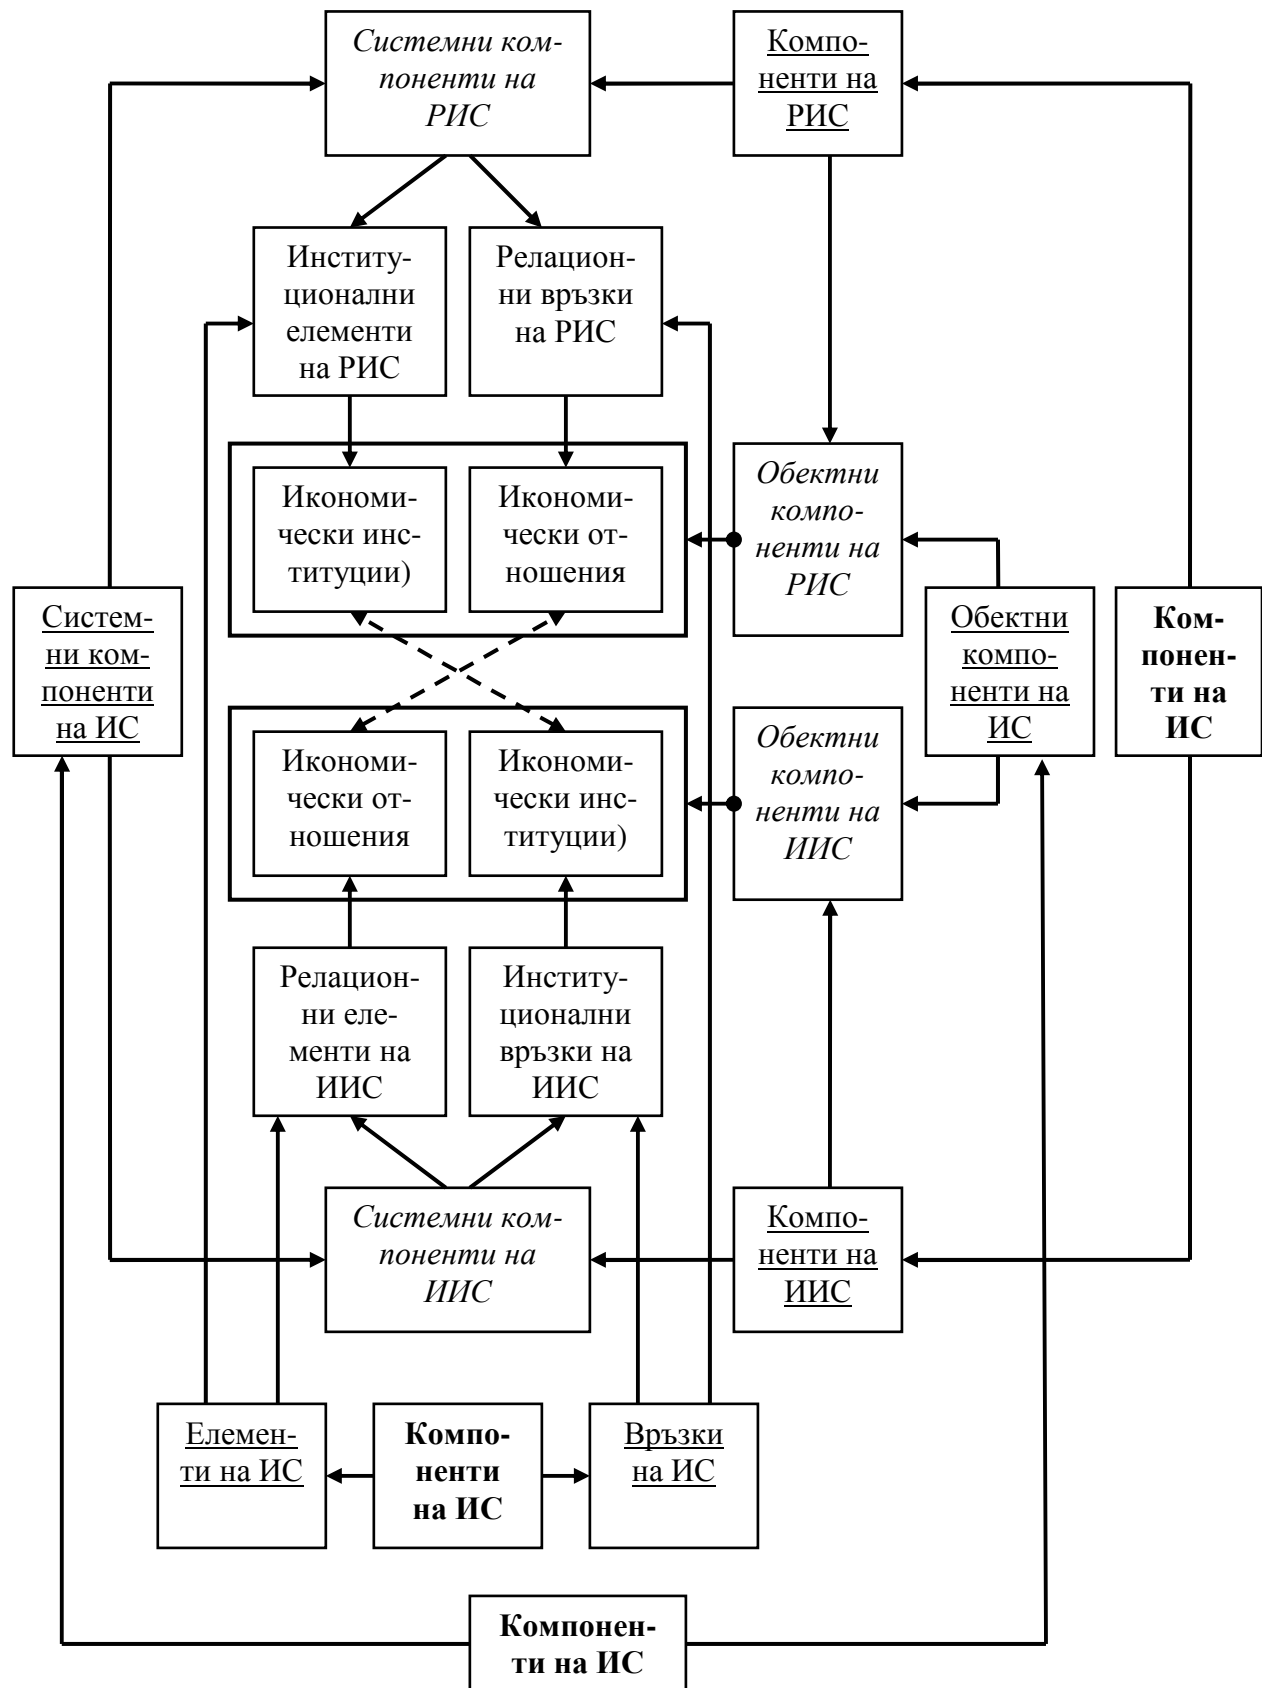 Системни ком-
поненти на
РИС
Компо-
ненти на
РИС
Институ-
ционални
елементи
на РИС
Релацион-
ни връзки
на РИС
Икономи-
чески инс-
титуции)
Икономи-
чески от-
ношения
Обектни
компо-
ненти на
РИС
Систем-
ни ком-
поненти
на ИС
Обектни
компо-
ненти на
ИС
Ком-
понен-
ти на
ИС
Икономи-
чески от-
ношения
Икономи-
чески инс-
титуции)
Обектни
компо-
ненти на
ИИС
Релацион-
ни еле-
менти на
ИИС
Институ-
ционални
връзки на
ИИС
Системни ком-
поненти на
ИИС
Компо-
ненти на
ИИС
Елемен-
ти на ИС
Компо-
ненти
на ИС
Връзки
на ИС
Компонен-
ти на ИС